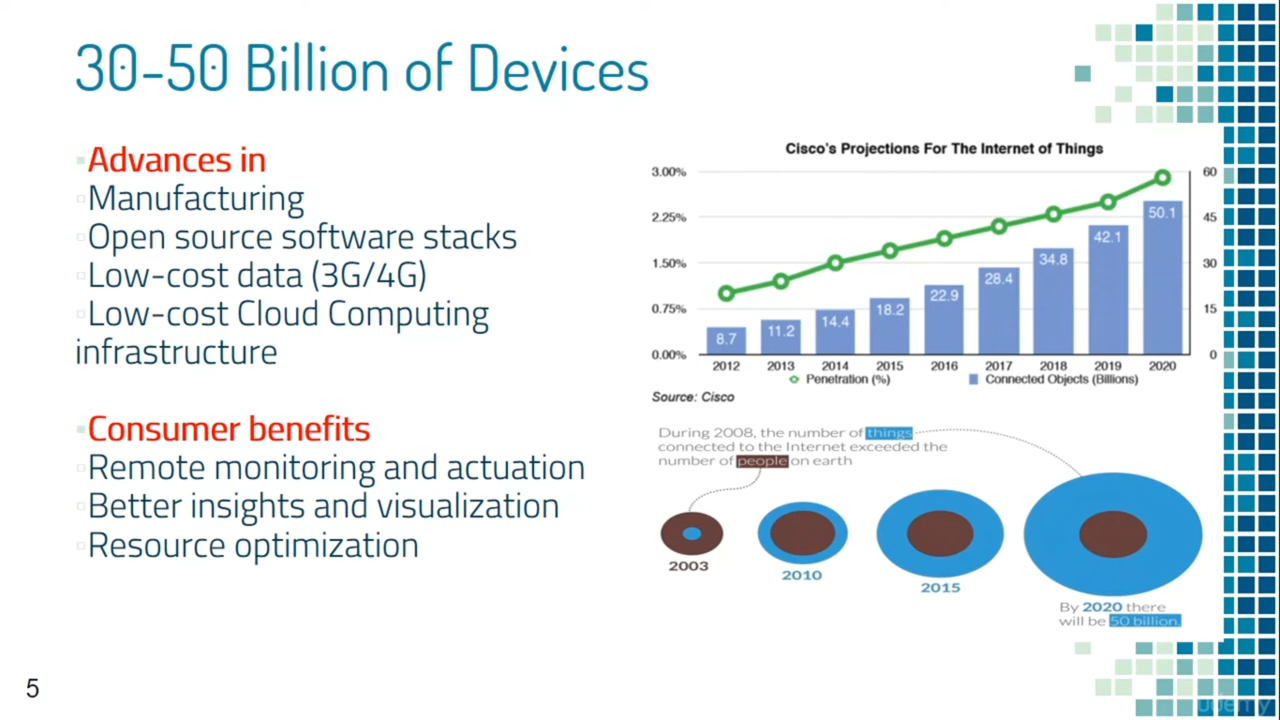 30-50 Billion of Devices
Advances in
Manufacturing
Open source software stacks
Low-cost data (3G/4G)
Low-cost Cloud Computing
infrastructure
Consumer benefits
Remote monitoring and actuation
Better insights and visualization
Resource optimization
Cisco's Projections For The Internet of Things
3.00% 60
2.25% 45
1.50% 30
0.75% 15
0.00% 0
8.7 11.2 14.4 18.2 22.9 28.4 34.8 42.1 50.1
2012 2013 2014 2015 2016 2017 2018 2019 2020
Penetration (%) Connected Objects (Billions)
Source: Cisco
During 2008, the number of things
connected to the Internet exceeded the
number of people on earth
2003
2010
2015
By 2020 there
will be 50 billion.
5
udemy